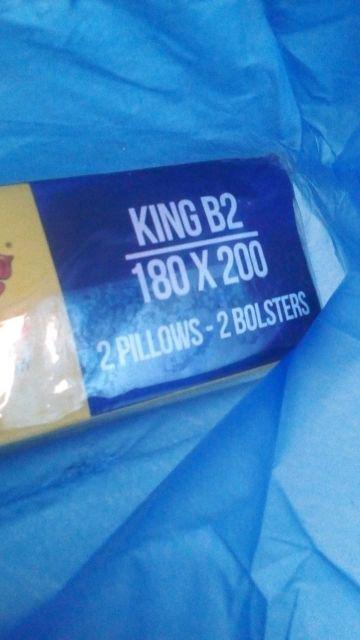 KING B2
180 X 200
2 PILLOWS - 2 BOLSTERS